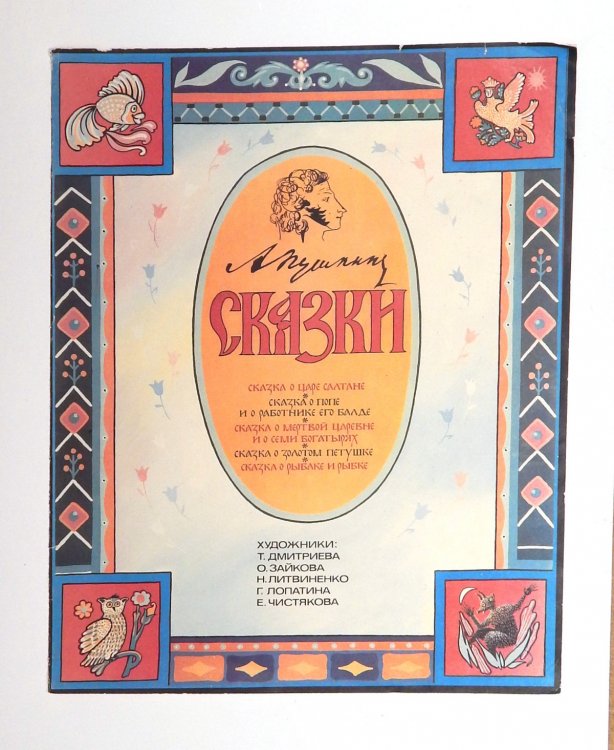 А Пушкинъ
СКАЗКИ
СКАЗКА О ЦАРЕ САЛТАНЕ
СКАЗКА О ПОПЕ
И О РАБОТНИКЕ ЕГО БАЛДЕ
СКАЗКА О МЕРТВОЙ ЦАРЕВНЕ
И О СЕМИ БОГАТЫРЯХ
СКАЗКА О ЗОЛОТОМ ПЕТУШКЕ
СКАЗКА О РЫБАКЕ И РЫБКЕ
ХУДОЖНИКИ:
Т. ДМИТРИЕВА
О. ЗАЙКОВА
Н. ЛИТВИНЕНКО
Г. ЛОПАТИНА
Е. ЧИСТЯКОВА